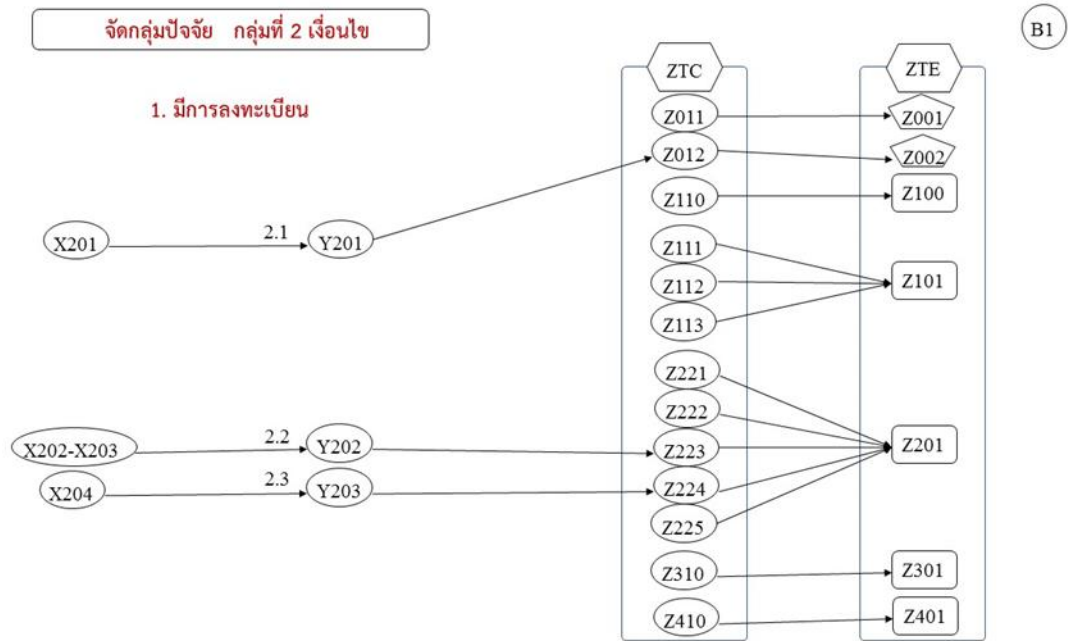 จัดกลุ่มปัจจัย กลุ่มที่ 2 เงื่อนไข
B1
1. มีการลงทะเบียน
ZTC
ZTE
Z011
Z001
Z012
Z002
Z110
Z100
X201
2.1
Y201
Z111
Z112
Z101
Z113
Z221
Z222
X202-X203
2.2
Y202
Z223
Z201
X204
2.3
Y203
Z224
Z225
Z310
Z301
Z410
Z401